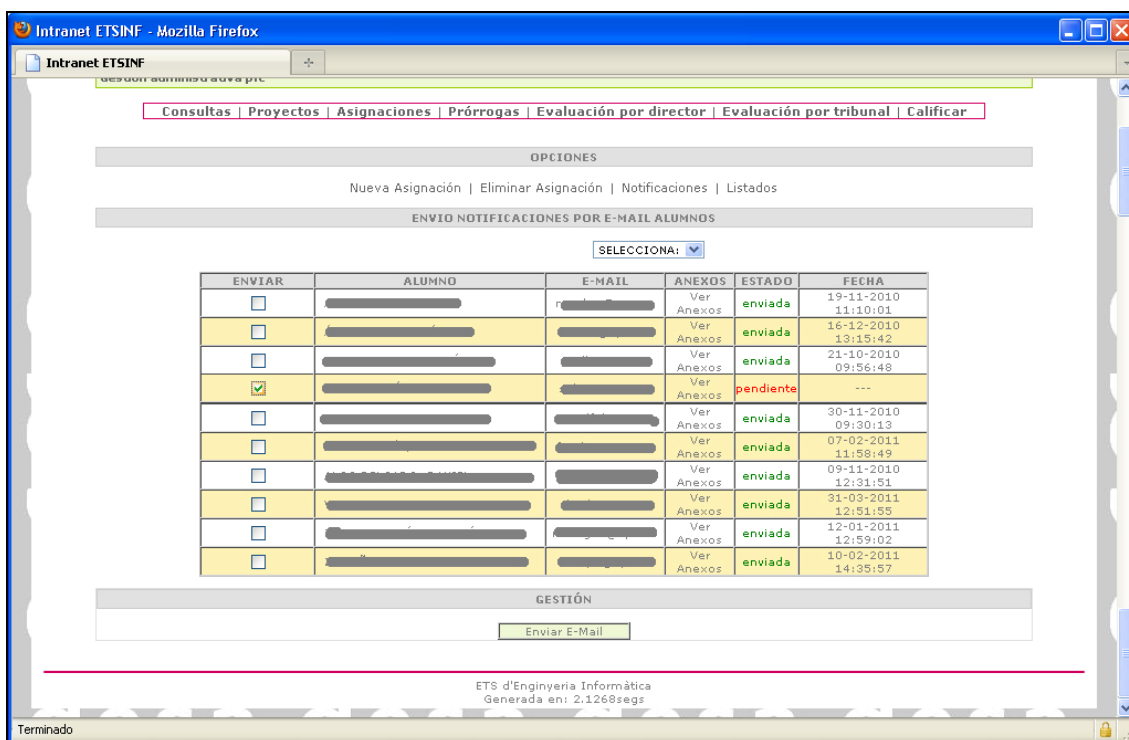 Intranet ETSINF - Mozilla Firefox
Intranet ETSINF
Consultas | Proyectos | Asignaciones | Prórrogas | Evaluación por director | Evaluación por tribunal | Calificar
OPCIONES
Nueva Asignación | Eliminar Asignación | Notificaciones | Listados
ENVIO NOTIFICACIONES POR E-MAIL ALUMNOS
SELECCIONA:
ENVIAR ALUMNO E-MAIL ANEXOS ESTADO FECHA
Ver Anexos enviada 19-11-2010 11:10:01
Ver Anexos enviada 16-12-2010 13:15:42
Ver Anexos enviada 21-10-2010 09:56:48
Ver Anexos pendiente ---
Ver Anexos enviada 30-11-2010 09:30:13
Ver Anexos enviada 07-02-2011 11:58:49
Ver Anexos enviada 09-11-2010 12:31:51
Ver Anexos enviada 31-03-2011 12:51:55
Ver Anexos enviada 12-01-2011 12:59:02
Ver Anexos enviada 10-02-2011 14:35:57
GESTIÓN
Enviar E-Mail
ETS d'Enginyeria Informàtica
Generada en: 2.1268segs
Terminado